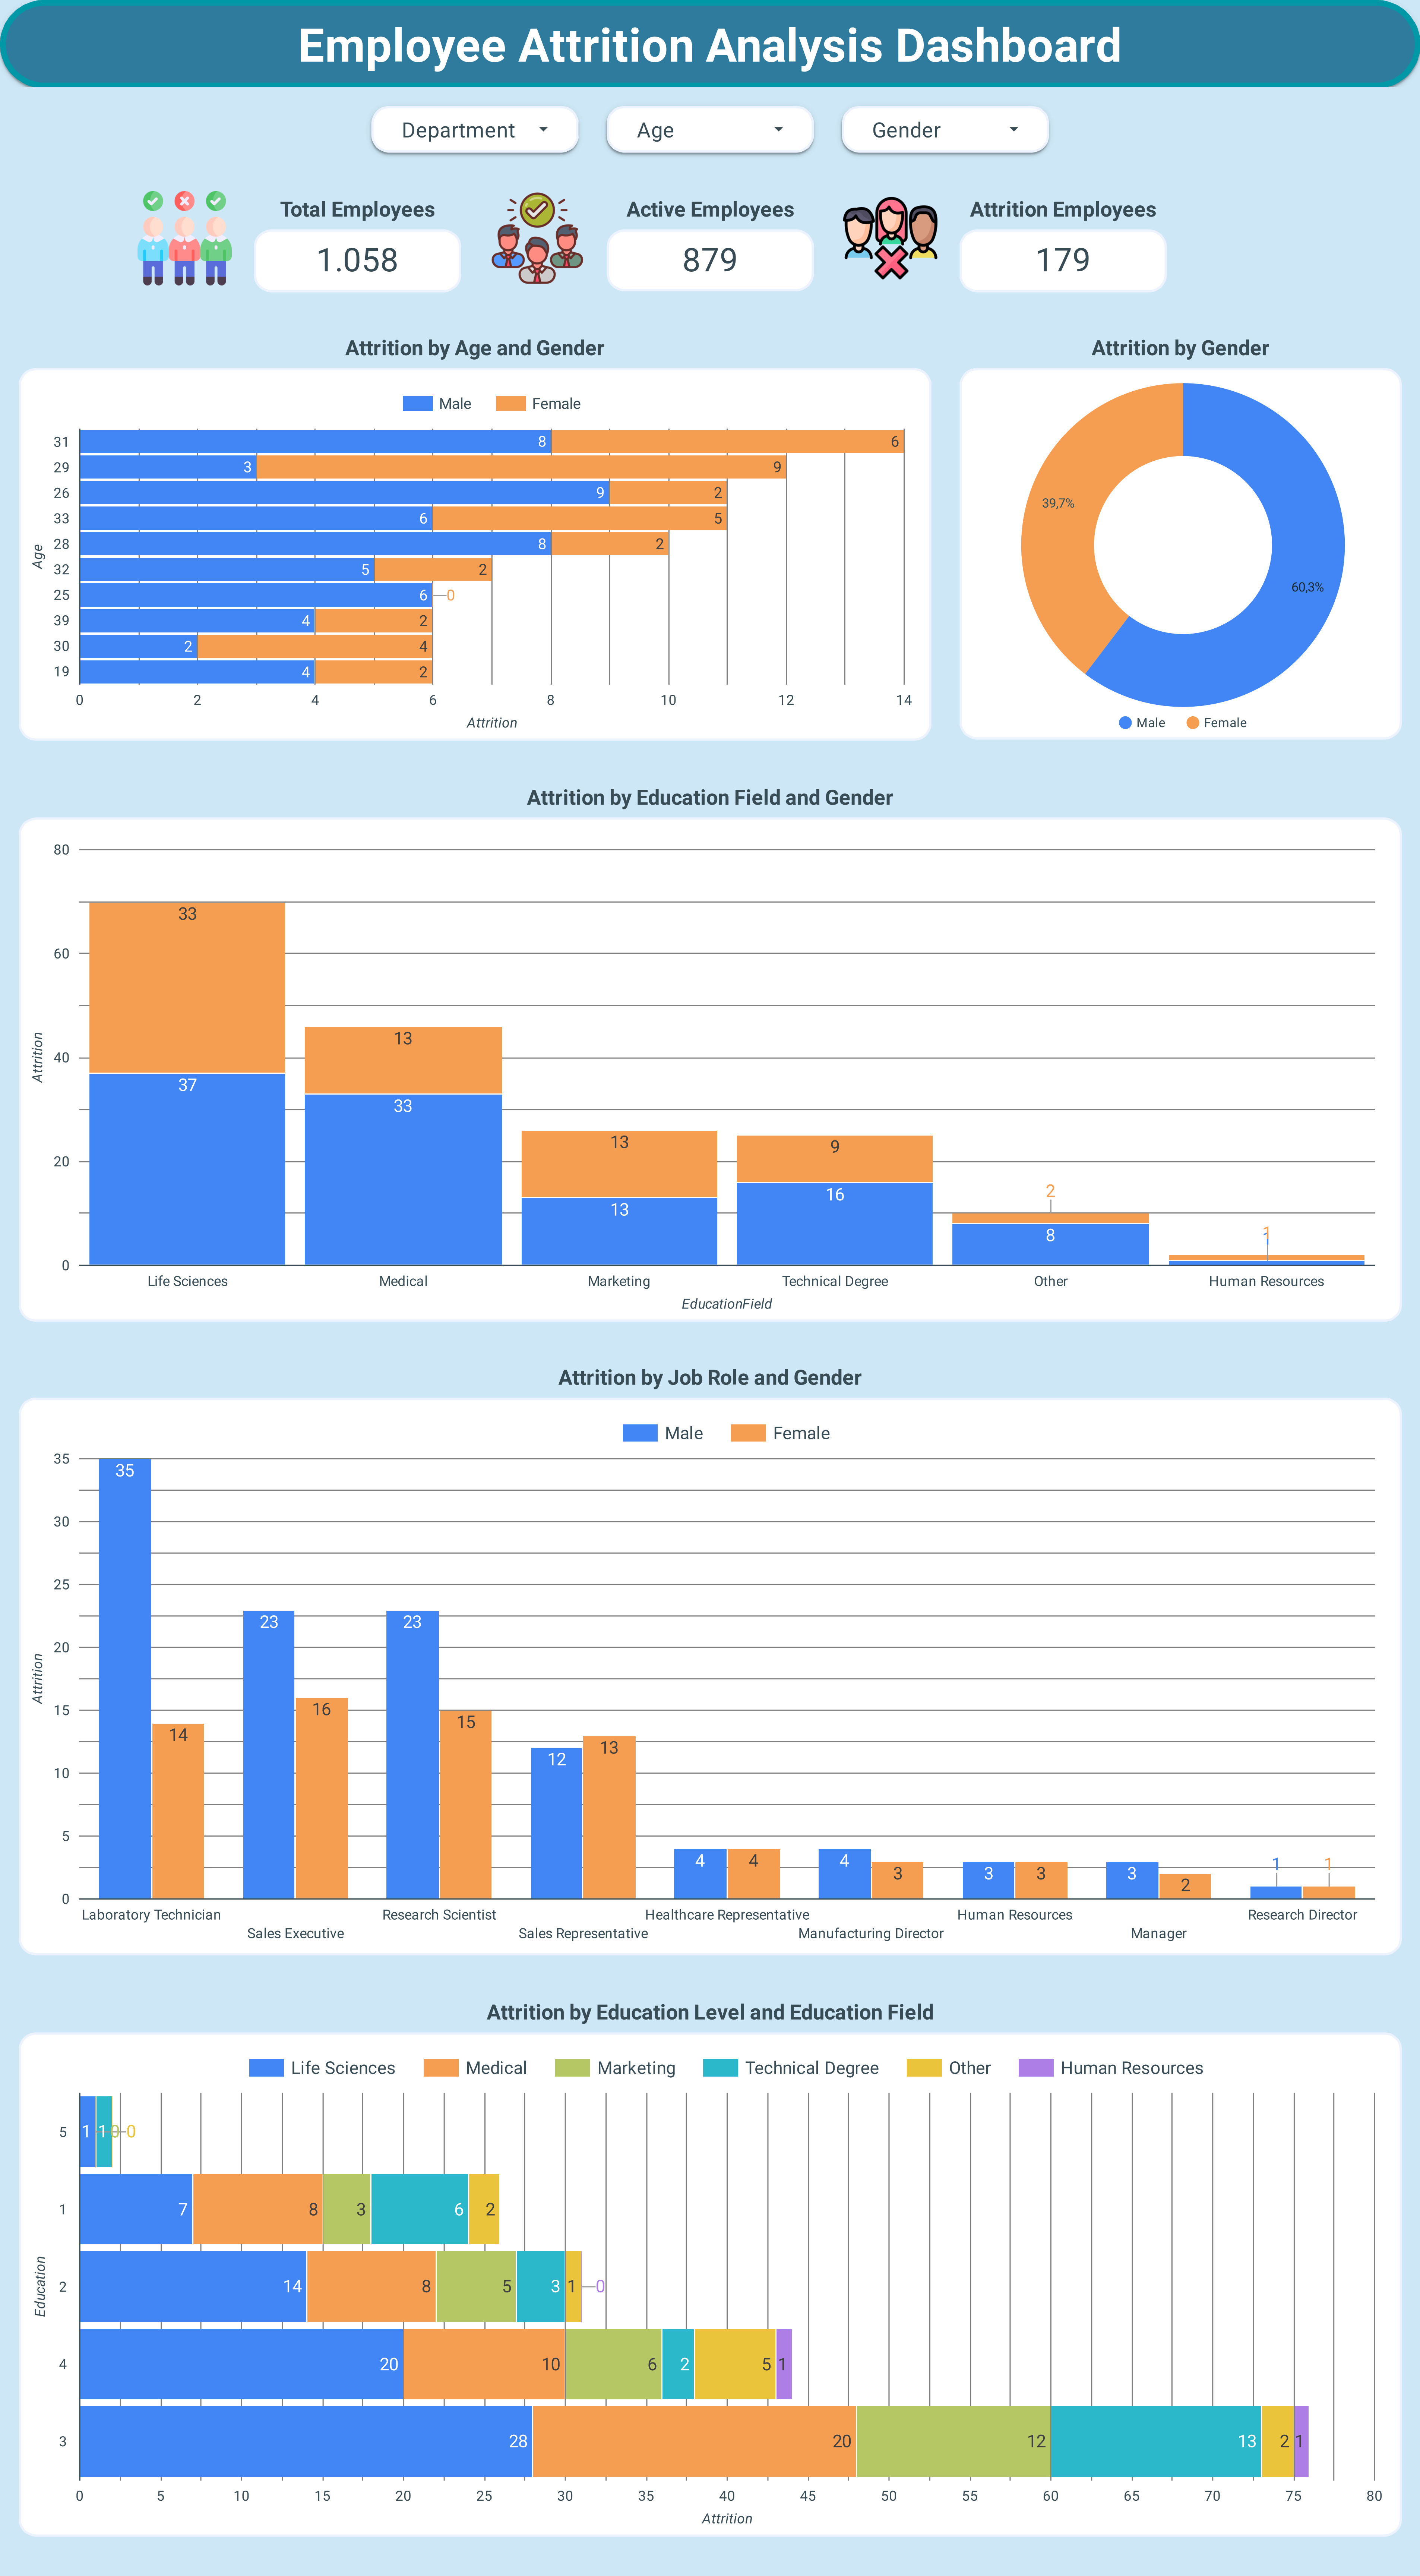 Employee Attrition Analysis Dashboard
Department Age Gender
Total Employees Active Employees Attrition Employees
1.058 879 179
Attrition by Age and Gender
Male Female
31 8 6
29 3 9
26 9 2
33 6 5
28 8 2
32 5 2
25 6 0
39 4 2
30 2 4
19 4 2
Age
0 2 4 6 8 10 12 14
Attrition
Attrition by Gender
39,7%
60,3%
Male Female
Attrition by Education Field and Gender
80
60
40
20
0
Attrition
33
37
13
33
13
13
9
16
2
8
1
1
Life Sciences Medical Marketing Technical Degree Other Human Resources
EducationField
Attrition by Job Role and Gender
Male Female
35
30
25
20
15
10
5
0
Attrition
35 14
23 16
23 15
12 13
4 4
4 3
3 3
3 2
1 1
Laboratory Technician Sales Executive Research Scientist Sales Representative Healthcare Representative Manufacturing Director Human Resources Manager Research Director
Attrition by Education Level and Education Field
Life Sciences Medical Marketing Technical Degree Other Human Resources
5 1 1 0 0
1 7 8 3 6 2
2 14 8 5 3 1 0
4 20 10 6 2 5 1
3 28 20 12 13 2 1
Education
0 5 10 15 20 25 30 35 40 45 50 55 60 65 70 75 80
Attrition